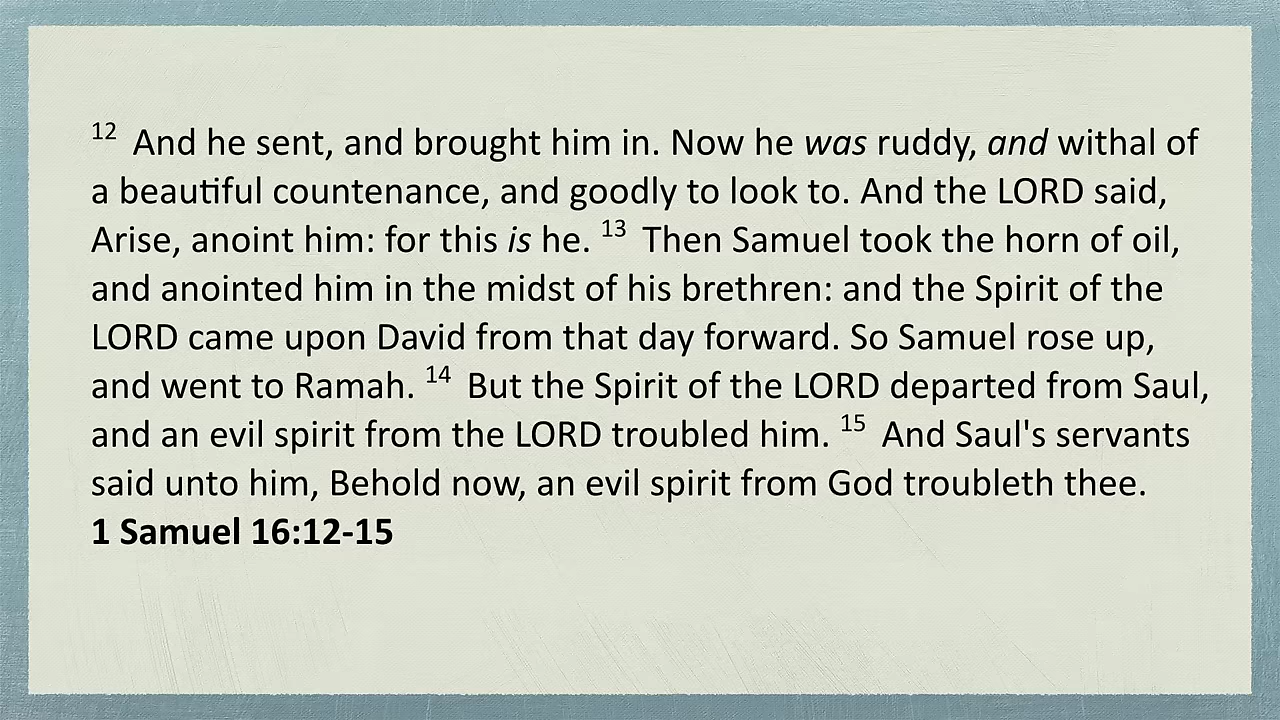 12 And he sent, and brought him in. Now he was ruddy, and withal of
a beautiful countenance, and goodly to look to. And the LORD said,
Arise, anoint him: for this is he. 13 Then Samuel took the horn of oil,
and anointed him in the midst of his brethren: and the Spirit of the
LORD came upon David from that day forward. So Samuel rose up,
and went to Ramah. 14 But the Spirit of the LORD departed from Saul,
and an evil spirit from the LORD troubled him. 15 And Saul's servants
said unto him, Behold now, an evil spirit from God troubleth thee.
1 Samuel 16:12-15